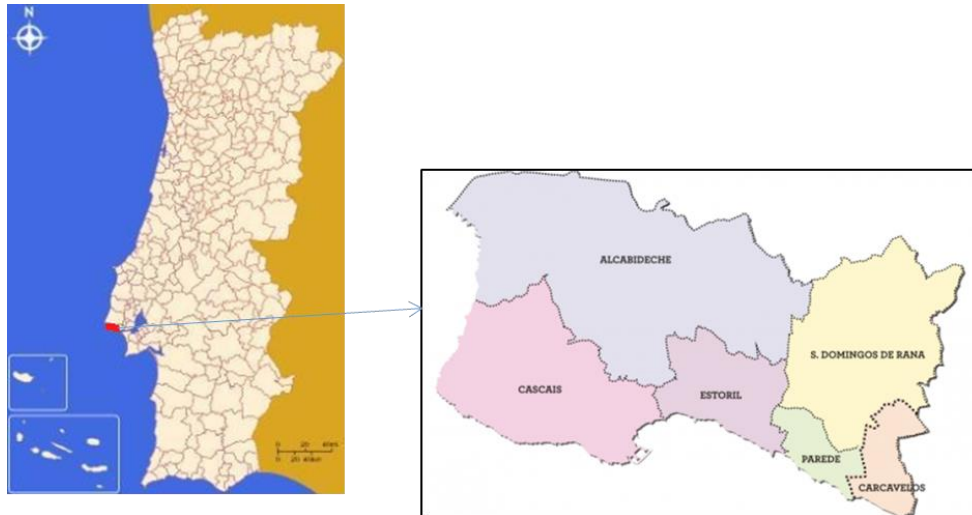 N
ALCABIDECHE
S. DOMINGOS DE RANA
CASCAIS
ESTORIL
PAREDE
CARCAVELOS